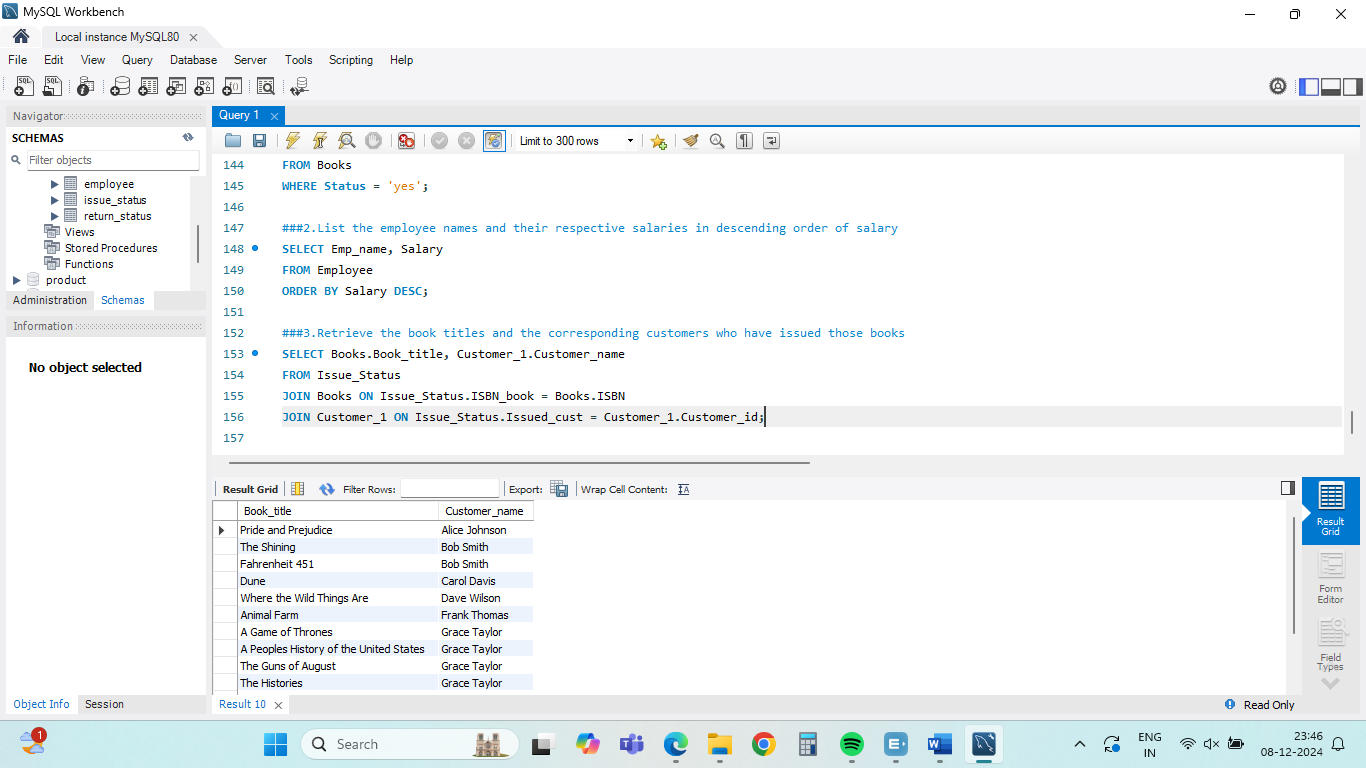 MySQL Workbench
Local instance MySQL80
File Edit View Query Database Server Tools Scripting Help
Navigator
SCHEMAS
Filter objects
employee
issue_status
return_status
Views
Stored Procedures
Functions
product
Administration Schemas
Information
No object selected
Object Info Session
Query 1
Limit to 300 rows
144 FROM Books
145 WHERE Status = 'yes';
146
147 ###2.List the employee names and their respective salaries in descending order of salary
148 SELECT Emp_name, Salary
149 FROM Employee
150 ORDER BY Salary DESC;
151
152 ###3.Retrieve the book titles and the corresponding customers who have issued those books
153 SELECT Books.Book_title, Customer_1.Customer_name
154 FROM Issue_Status
155 JOIN Books ON Issue_Status.ISBN_book = Books.ISBN
156 JOIN Customer_1 ON Issue_Status.Issued_cust = Customer_1.Customer_id;
157
Result Grid Filter Rows: Export: Wrap Cell Content:
Book_title Customer_name
Pride and Prejudice Alice Johnson
The Shining Bob Smith
Fahrenheit 451 Bob Smith
Dune Carol Davis
Where the Wild Things Are Dave Wilson
Animal Farm Frank Thomas
A Game of Thrones Grace Taylor
A Peoples History of the United States Grace Taylor
The Guns of August Grace Taylor
The Histories Grace Taylor
Result 10
Result
Grid
Form
Editor
Field
Types
Read Only
1
Search
ENG
IN
23:46
08-12-2024